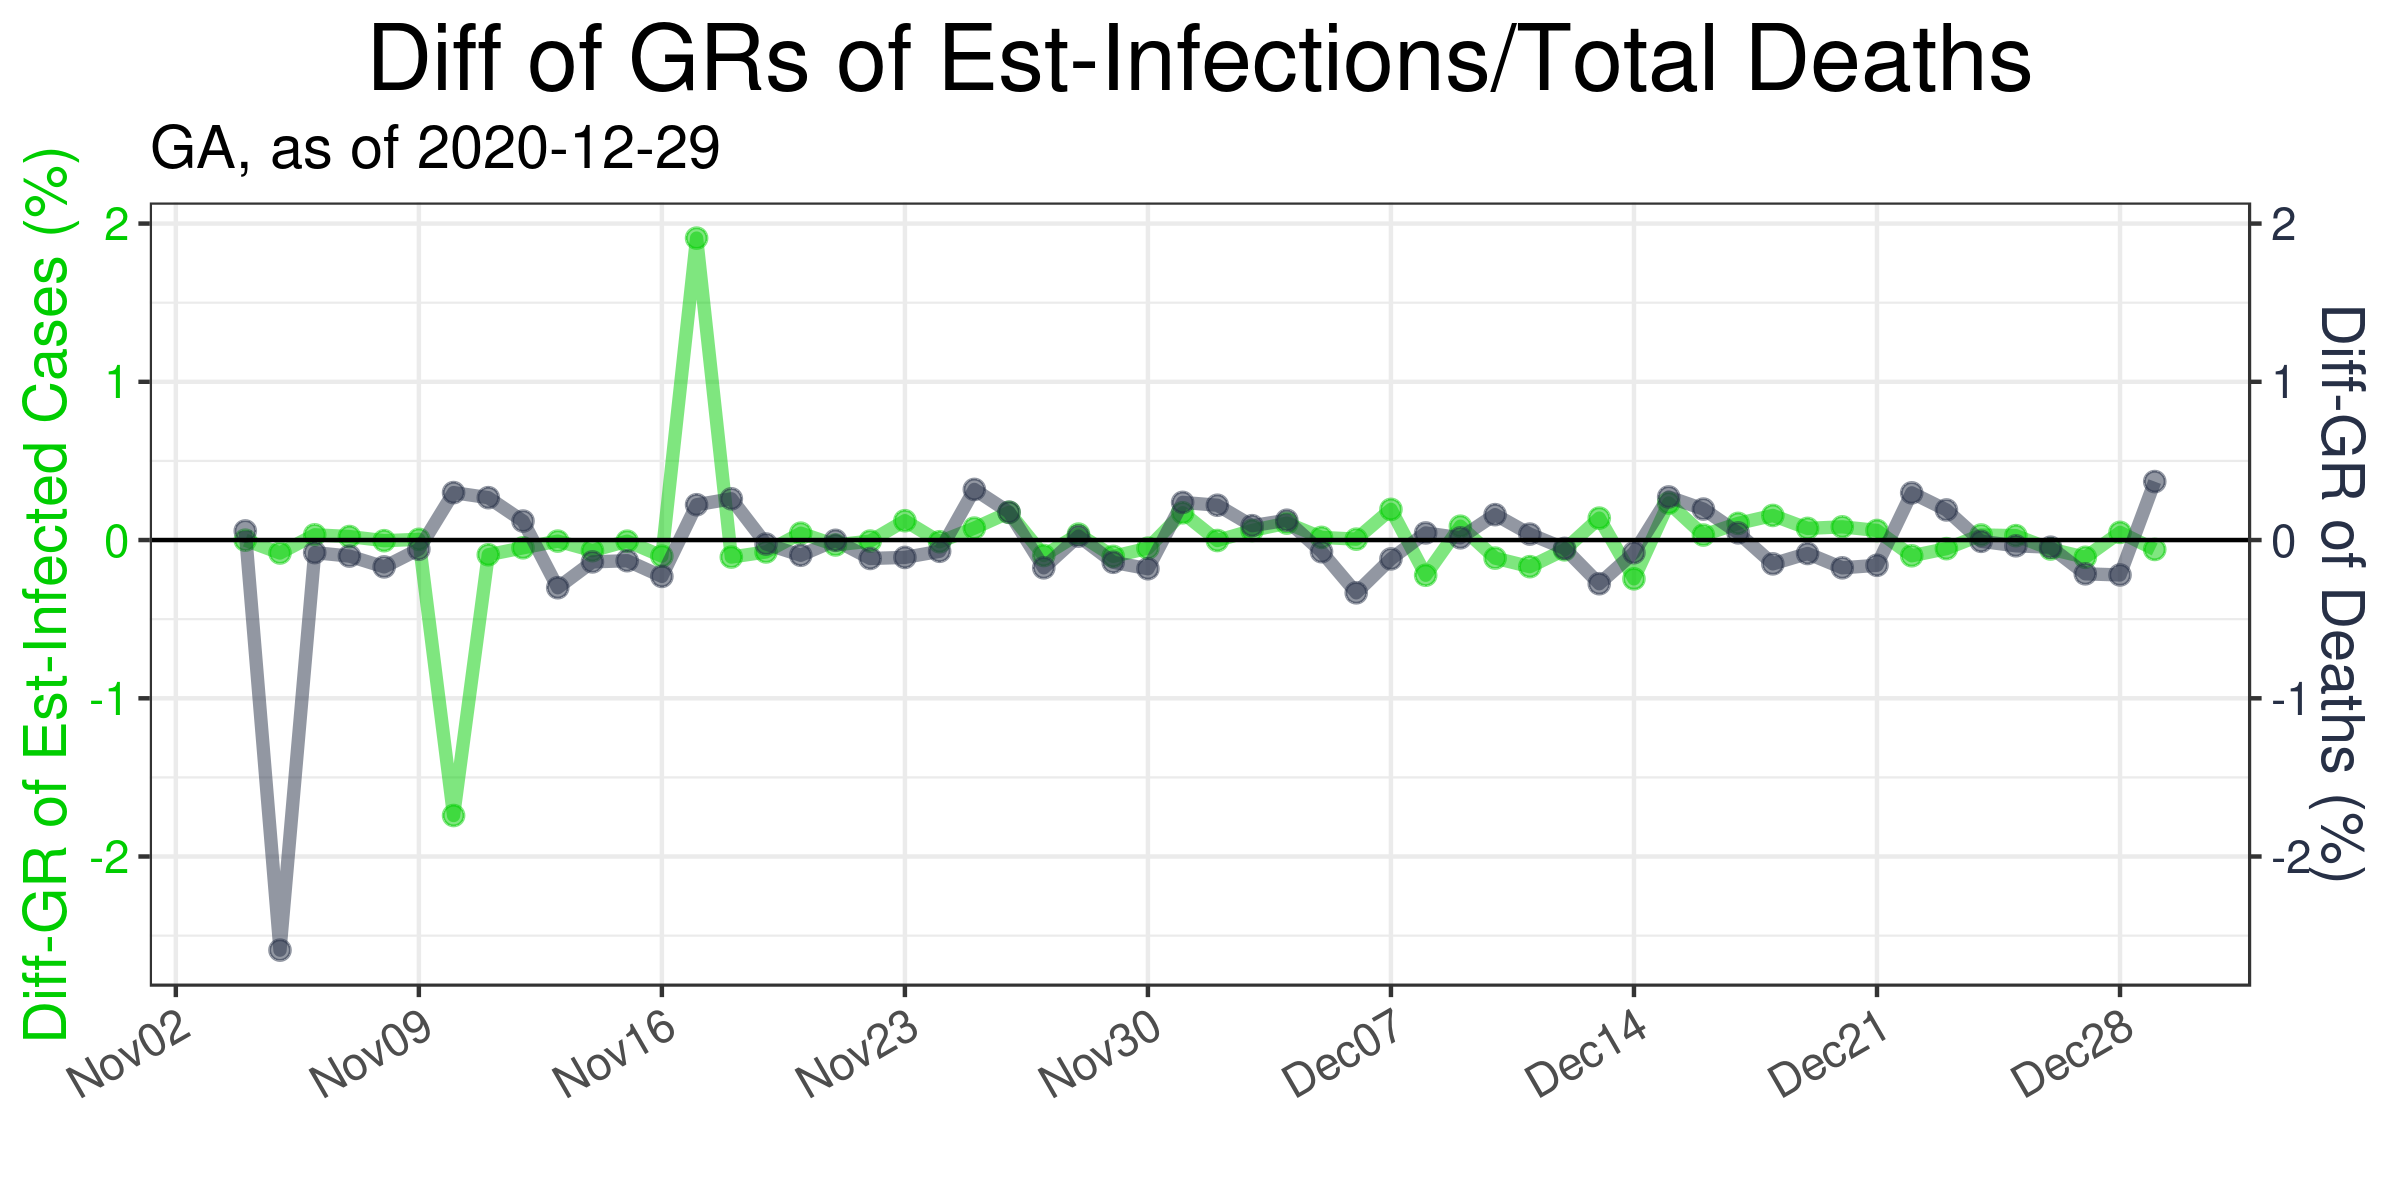 Diff of GRs of Est-Infections/Total Deaths
GA, as of 2020-12-29
Diff-GR of Est-Infected Cases (%)
2
1
0
-1
-2
2
1
0
-1
-2
Diff-GR of Deaths (%)
Nov02
Nov09
Nov16
Nov23
Nov30
Dec07
Dec14
Dec21
Dec28